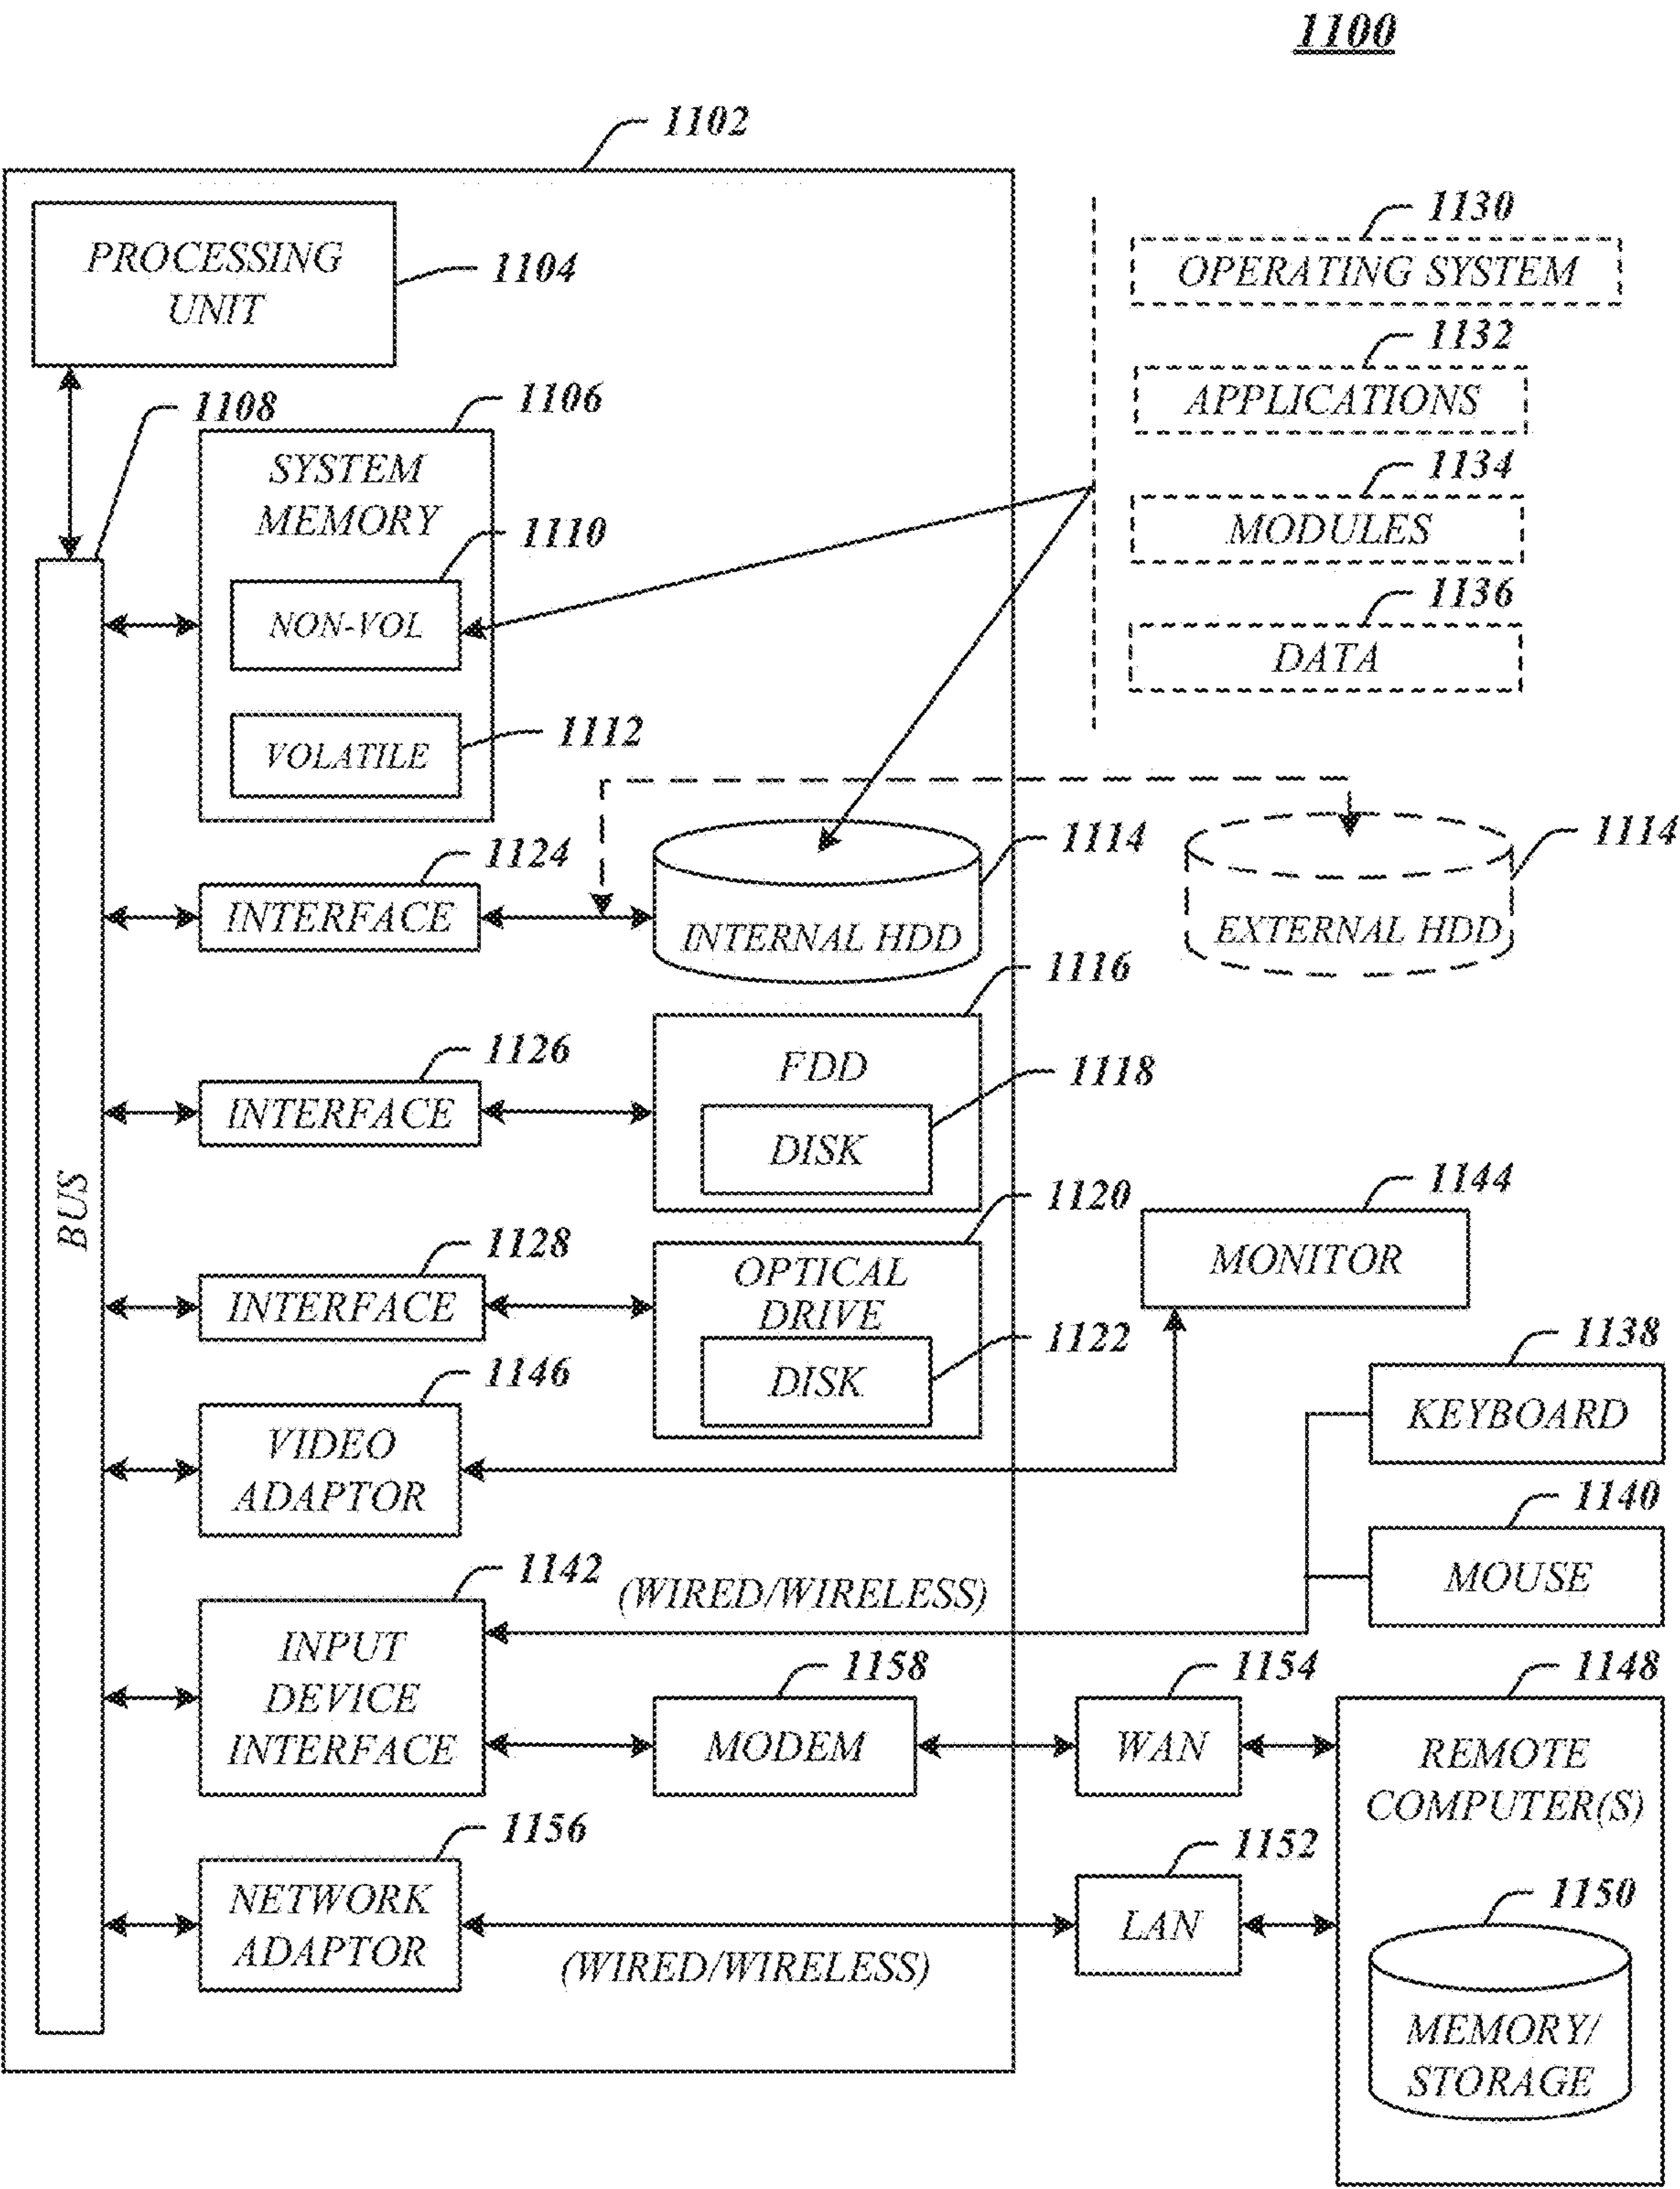 1100
1102
PROCESSING
UNIT
1104
1130
OPERATING SYSTEM
1132
APPLICATIONS
1134
MODULES
1136
DATA
1108
1106
SYSTEM
MEMORY
1110
NON-VOL
1112
VOLATILE
BUS
1124
INTERFACE
1114
INTERNAL HDD
1114
EXTERNAL HDD
1116
FDD
1126
INTERFACE
1118
DISK
1120
OPTICAL
DRIVE
1128
INTERFACE
1122
DISK
1144
MONITOR
1146
VIDEO
ADAPTOR
1138
KEYBOARD
1140
MOUSE
1142
INPUT
DEVICE
INTERFACE
(WIRED/WIRELESS)
1158
MODEM
1154
WAN
1148
REMOTE
COMPUTER(S)
1156
NETWORK
ADAPTOR
(WIRED/WIRELESS)
1152
LAN
1150
MEMORY/
STORAGE